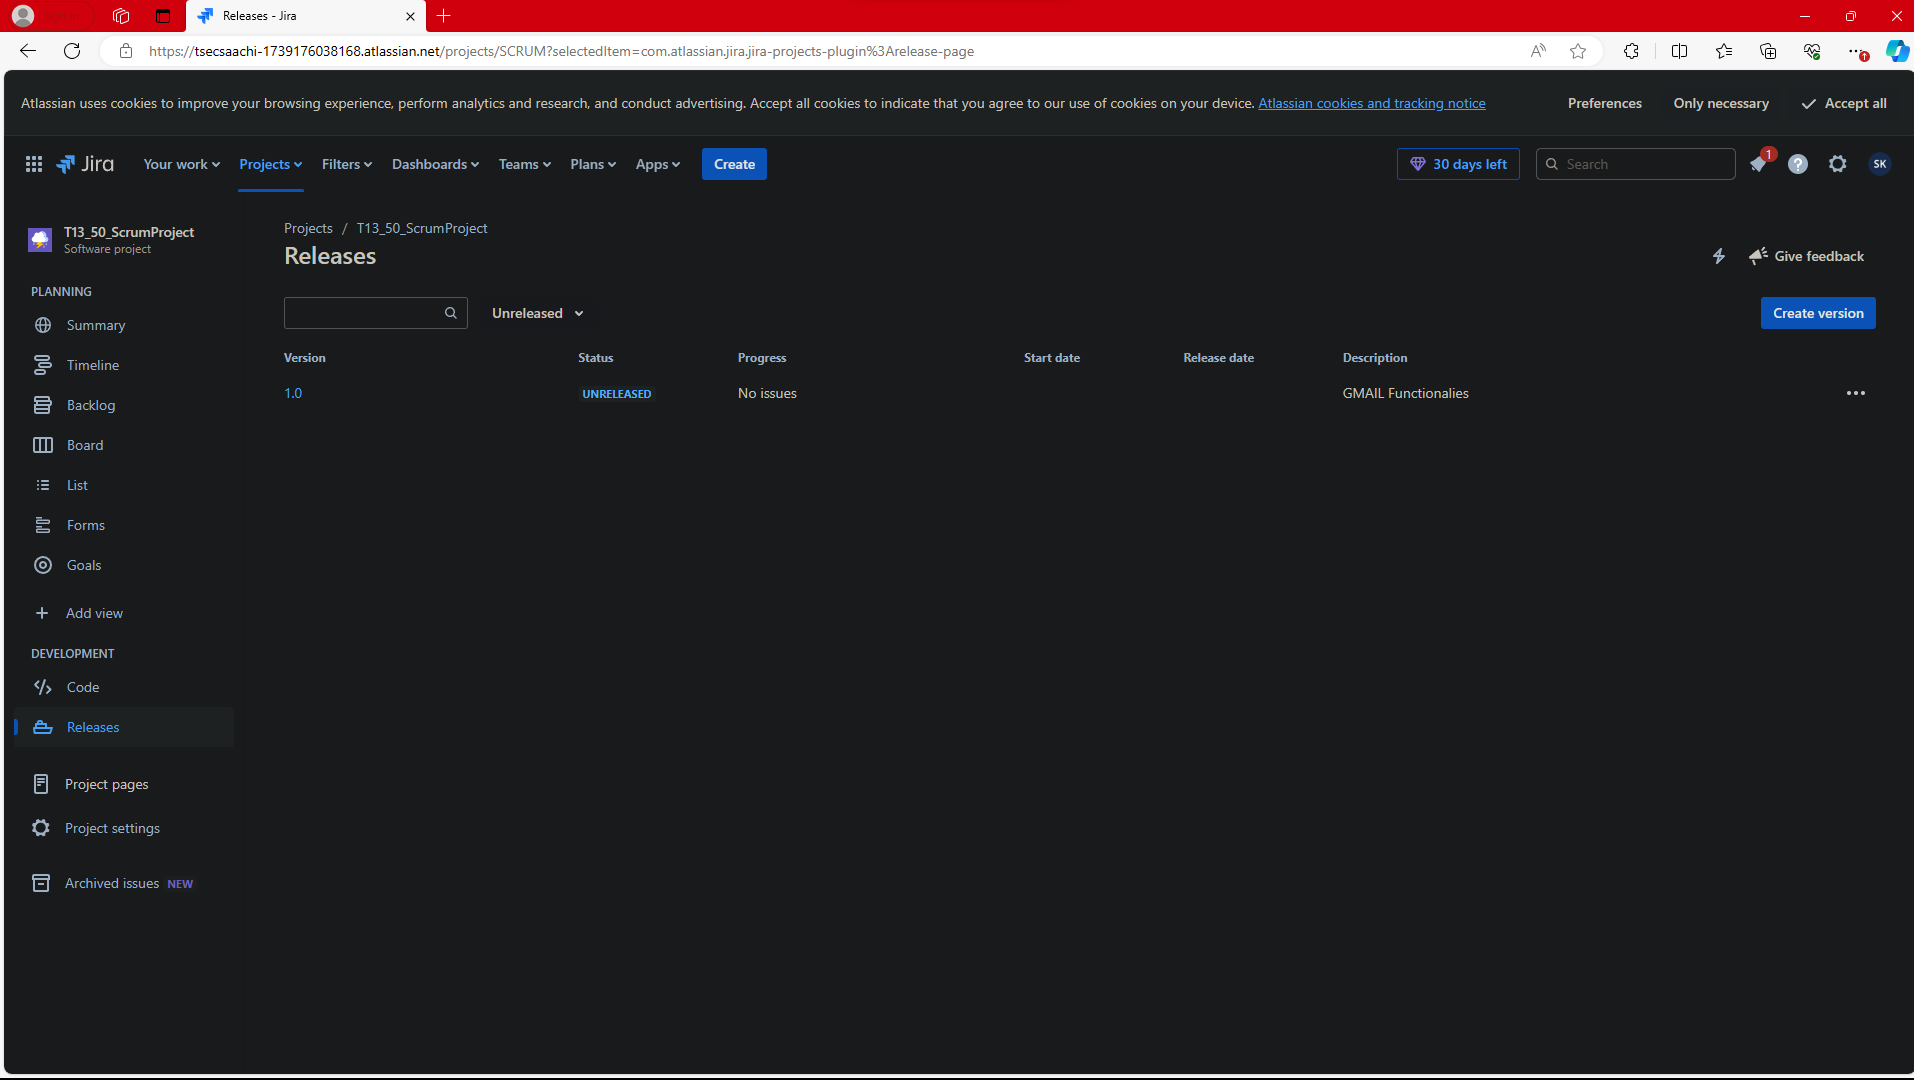 Releases - Jira
https://tsecsaachi-1739176038168.atlassian.net/projects/SCRUM?selectedItem=com.atlassian.jira.jira-projects-plugin%3Arelease-page
Atlassian uses cookies to improve your browsing experience, perform analytics and research, and conduct advertising. Accept all cookies to indicate that you agree to our use of cookies on your device. Atlassian cookies and tracking notice
Preferences
Only necessary
Accept all
Jira
Your work
Projects
Filters
Dashboards
Teams
Plans
Apps
Create
30 days left
Search
1
SK
T13_50_ScrumProject
Software project
PLANNING
Summary
Timeline
Backlog
Board
List
Forms
Goals
Add view
DEVELOPMENT
Code
Releases
Project pages
Project settings
Archived issues NEW
Projects / T13_50_ScrumProject
Releases
Give feedback
Unreleased
Create version
Version Status Progress Start date Release date Description
1.0 UNRELEASED No issues GMAIL Functionalies